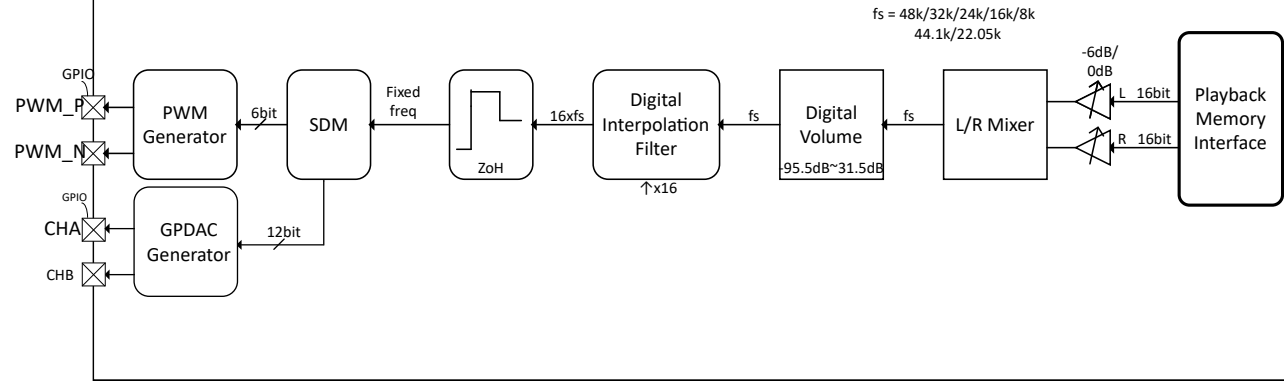 fs = 48k/32k/24k/16k/8k
44.1k/22.05k
GPIO
PWM_P
PWM_N
PWM
Generator
6bit
SDM
Fixed
freq
ZoH
16xfs
Digital
Interpolation
Filter
↑x16
fs
Digital
Volume
-95.5dB~31.5dB
fs
L/R Mixer
-6dB/
0dB
L 16bit
R 16bit
Playback
Memory
Interface
GPIO
CHA
CHB
GPDAC
Generator
12bit